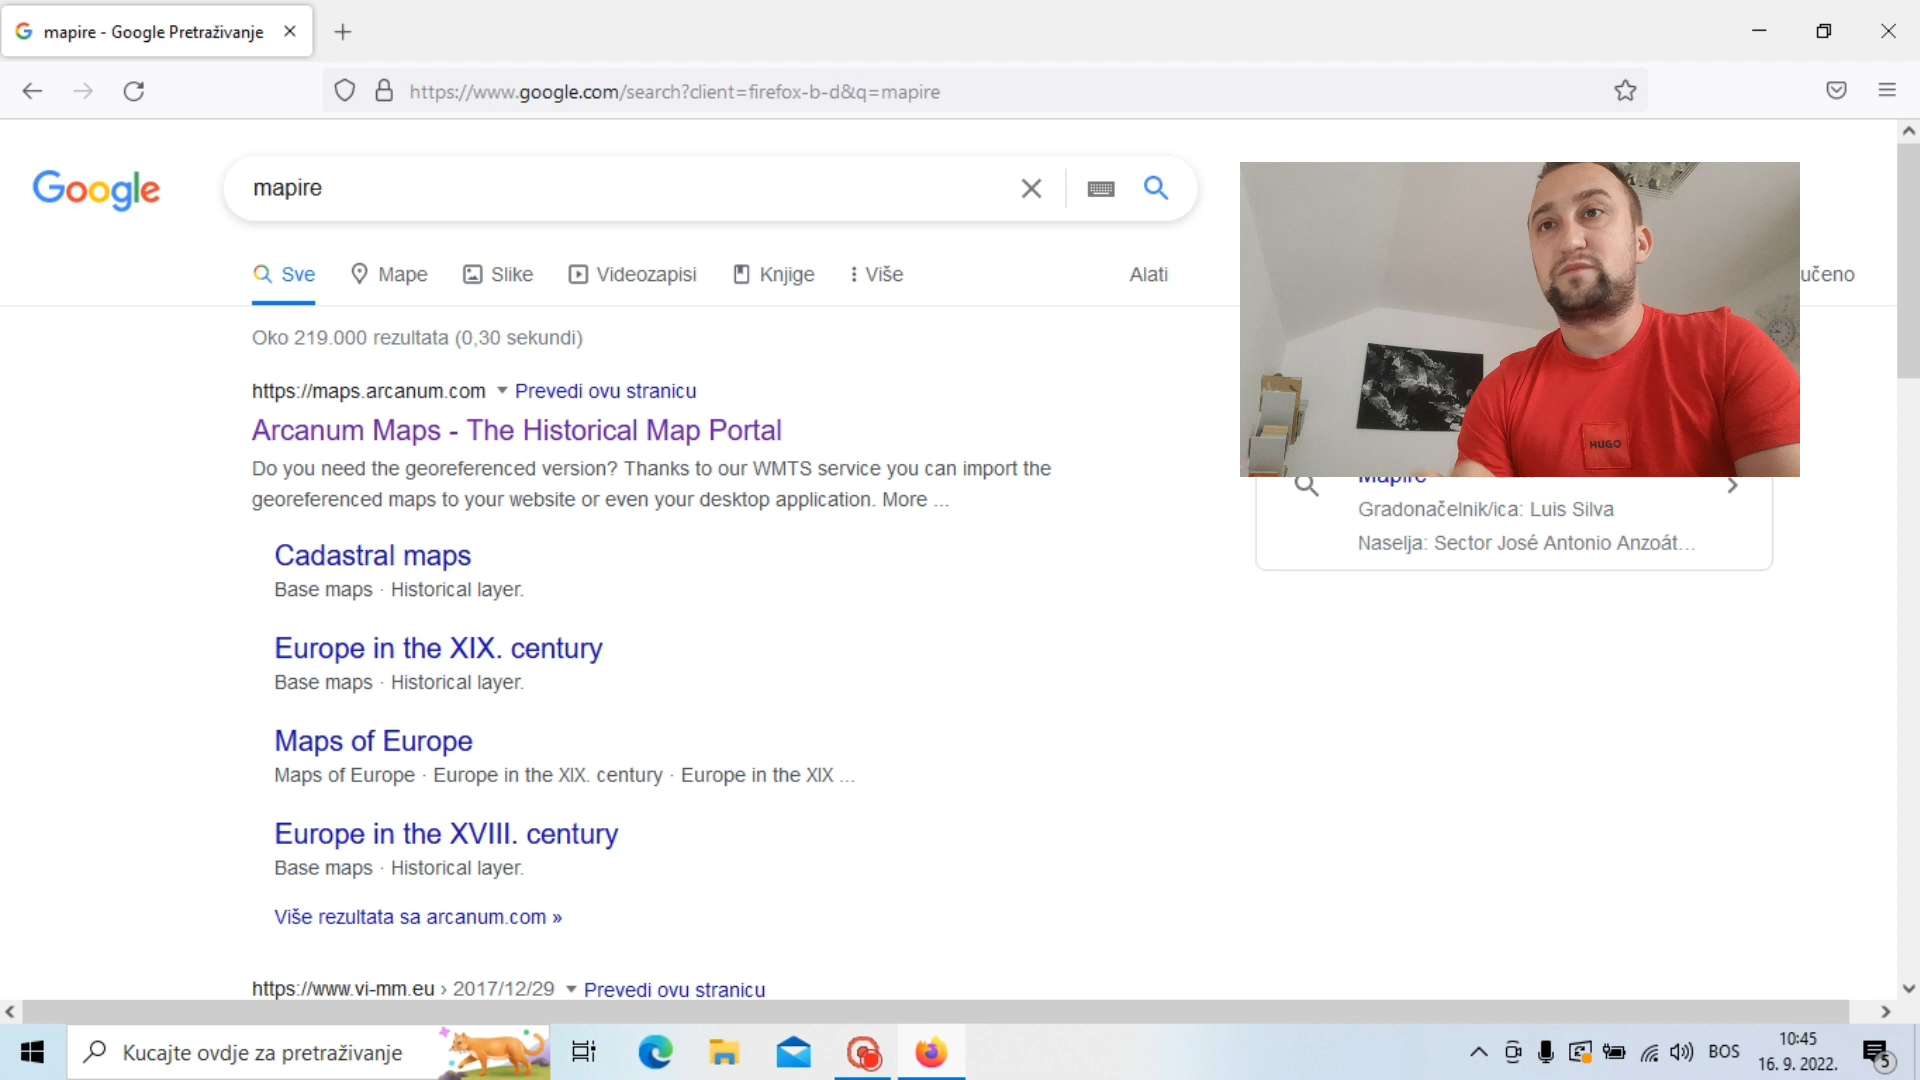 mapire - Google Pretraživanje
https://www.google.com/search?client=firefox-b-d&q=mapire
Google
mapire
Sve
Mape
Slike
Videozapisi
Knjige
Više
Alati
učeno
Oko 219.000 rezultata (0,30 sekundi)
https://maps.arcanum.com Prevedi ovu stranicu
Arcanum Maps - The Historical Map Portal
Do you need the georeferenced version? Thanks to our WMTS service you can import the
georeferenced maps to your website or even your desktop application. More ...
Cadastral maps
Base maps · Historical layer.
Europe in the XIX. century
Base maps · Historical layer.
Maps of Europe
Maps of Europe · Europe in the XIX. century · Europe in the XIX ...
Europe in the XVIII. century
Base maps · Historical layer.
Više rezultata sa arcanum.com »
https://www.vi-mm.eu › 2017/12/29 Prevedi ovu stranicu
HUGO
Mapire
Gradonačelnik/ica: Luis Silva
Naselja: Sector José Antonio Anzoát...
Kucajte ovdje za pretraživanje
BOS
10:45
16. 9. 2022.
5